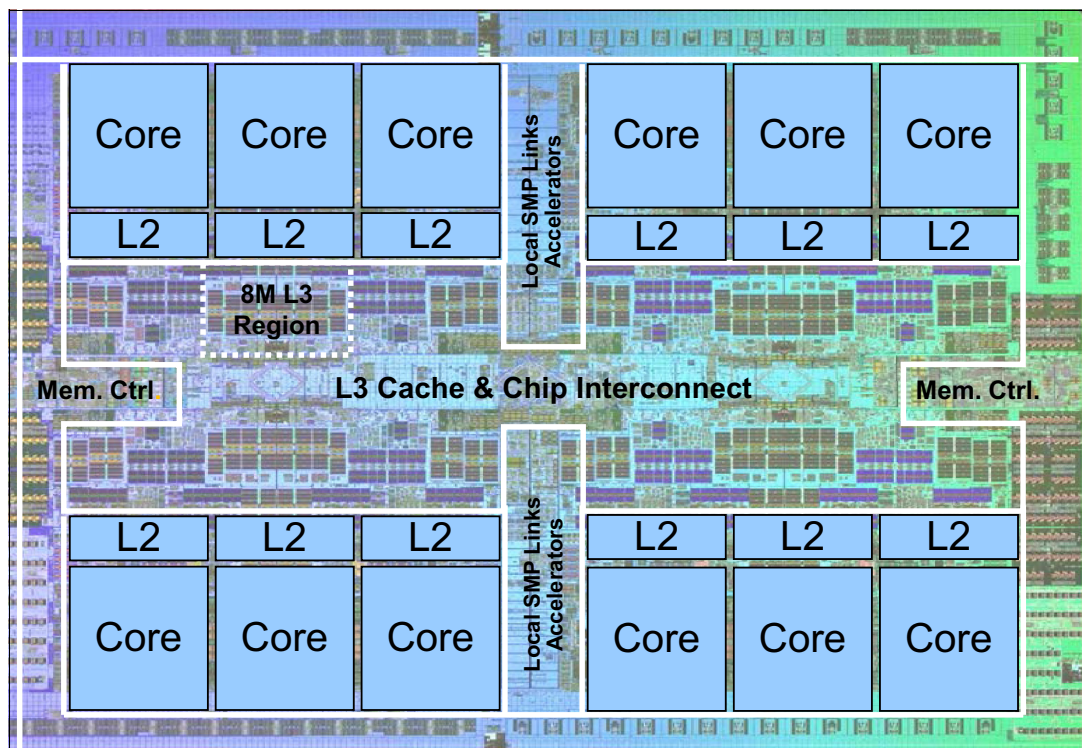 Core
Core
Core
Core
Core
Core
L2
L2
L2
L2
L2
L2
Local SMP Links
Accelerators
8M L3
Region
Mem. Ctrl
L3 Cache & Chip Interconnect
Mem. Ctrl.
L2
L2
L2
L2
L2
L2
Local SMP Links
Accelerators
Core
Core
Core
Core
Core
Core